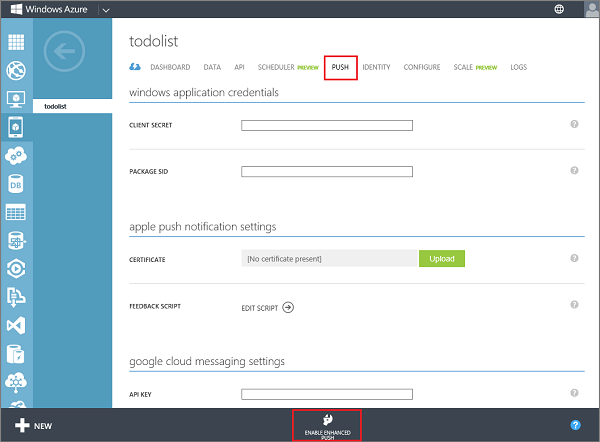 Windows Azure
todolist
DASHBOARD DATA API SCHEDULER PREVIEW PUSH IDENTITY CONFIGURE SCALE PREVIEW LOGS
todolist
windows application credentials
CLIENT SECRET ?
PACKAGE SID ?
apple push notification settings
CERTIFICATE [No certificate present] Upload ?
FEEDBACK SCRIPT EDIT SCRIPT ?
google cloud messaging settings
API KEY ?
DB
NEW
ENABLE ENHANCED
PUSH
?